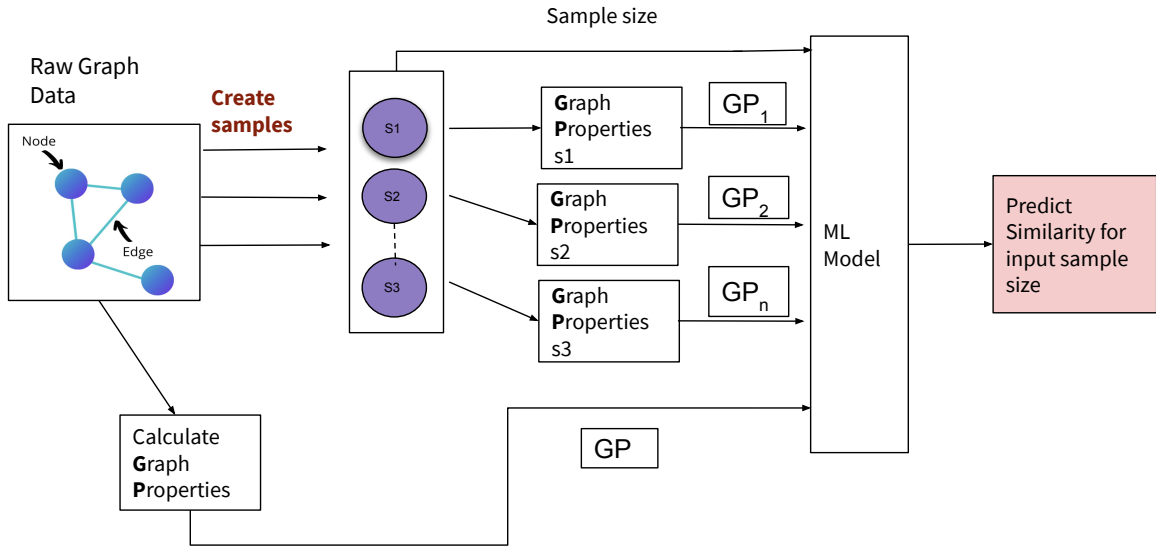 Sample size
Raw Graph
Data
Create
samples
Node
Edge
S1
S2
S3
Graph
Properties
s1
Graph
Properties
s2
Graph
Properties
s3
GP1
GP2
GPn
ML
Model
Predict
Similarity for
input sample
size
Calculate
Graph
Properties
GP